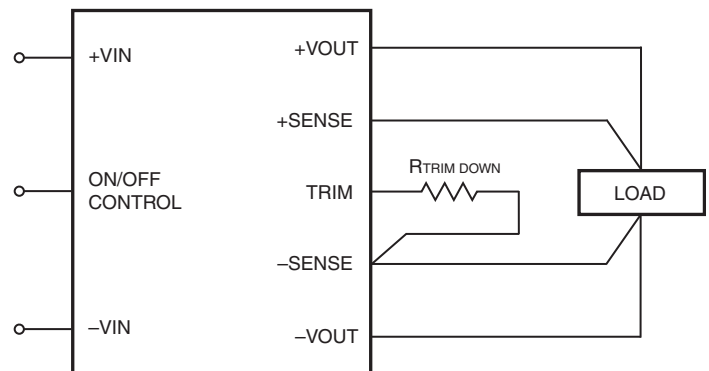 +VIN
ON/OFF
CONTROL
–VIN
+VOUT
+SENSE
TRIM
–SENSE
–VOUT
RTRIM DOWN
LOAD